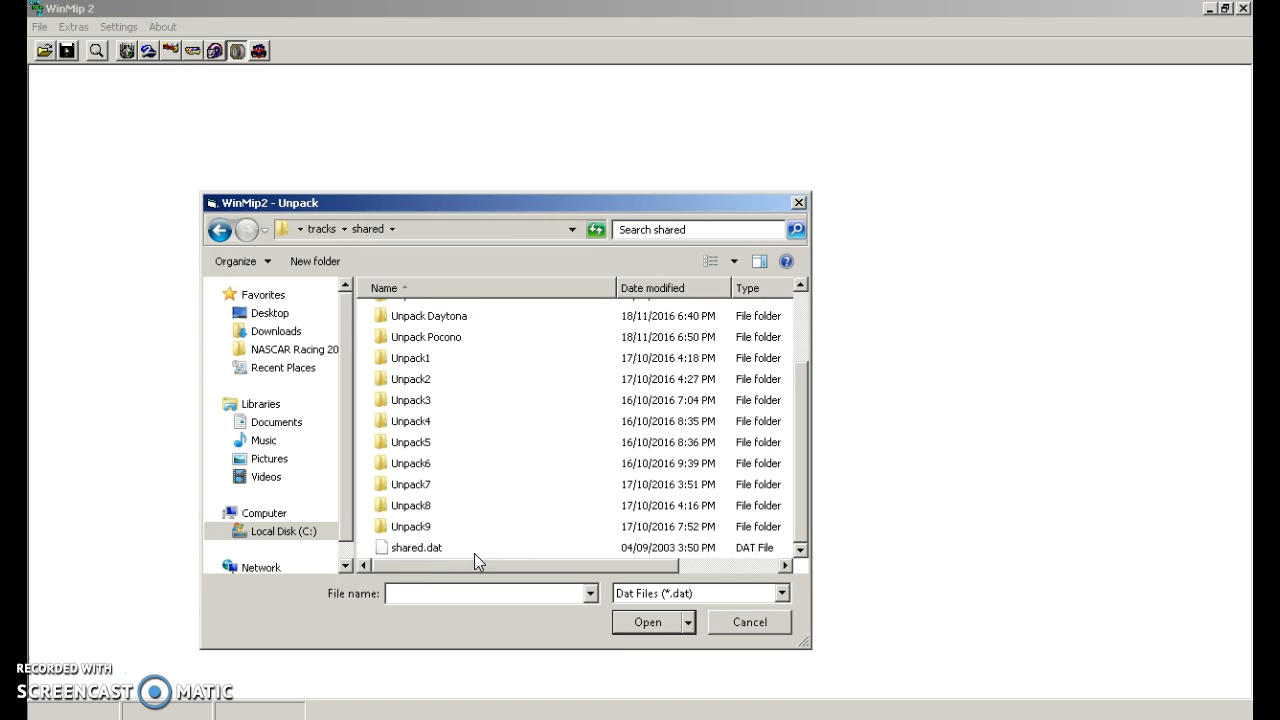 WinMip 2
File Extras Settings About
WinMip2 - Unpack
tracks shared
Search shared
Organize New folder
Name Date modified Type
Favorites
Desktop
Downloads
NASCAR Racing 20
Recent Places
Libraries
Documents
Music
Pictures
Videos
Computer
Local Disk (C:)
Network
Unpack Daytona 18/11/2016 6:40 PM File folder
Unpack Pocono 18/11/2016 6:50 PM File folder
Unpack1 17/10/2016 4:18 PM File folder
Unpack2 17/10/2016 4:27 PM File folder
Unpack3 16/10/2016 7:04 PM File folder
Unpack4 16/10/2016 8:35 PM File folder
Unpack5 16/10/2016 8:36 PM File folder
Unpack6 16/10/2016 9:39 PM File folder
Unpack7 17/10/2016 3:51 PM File folder
Unpack8 17/10/2016 4:16 PM File folder
Unpack9 17/10/2016 7:52 PM File folder
shared.dat 04/09/2003 3:50 PM DAT File
File name: Dat Files (*.dat)
Open Cancel
RECORDED WITH
SCREENCAST MATIC